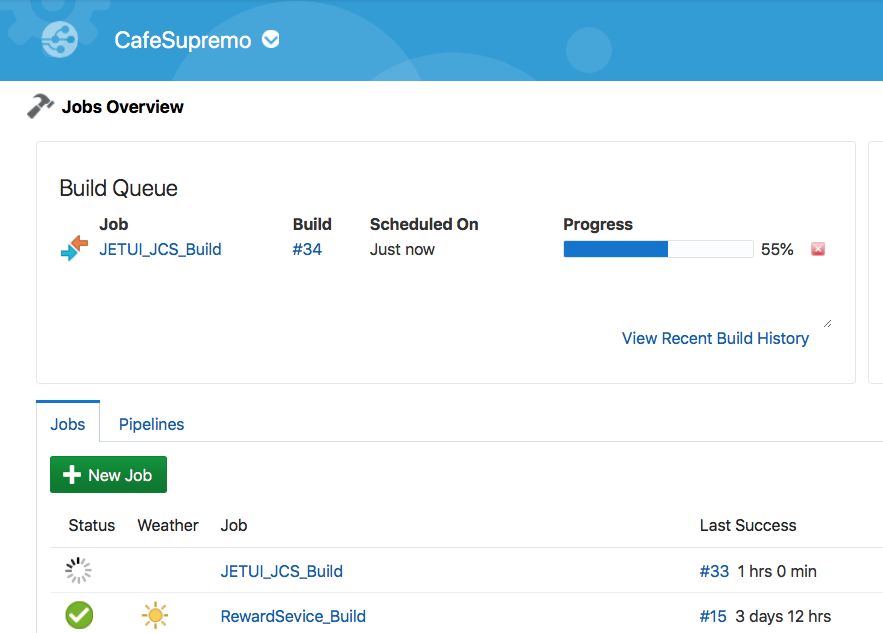 CafeSupremo
Jobs Overview
Build Queue
Job Build Scheduled On Progress
JETUI_JCS_Build #34 Just now 55%
View Recent Build History
Jobs Pipelines
New Job
Status Weather Job Last Success
JETUI_JCS_Build #33 1 hrs 0 min
RewardSevice_Build #15 3 days 12 hrs